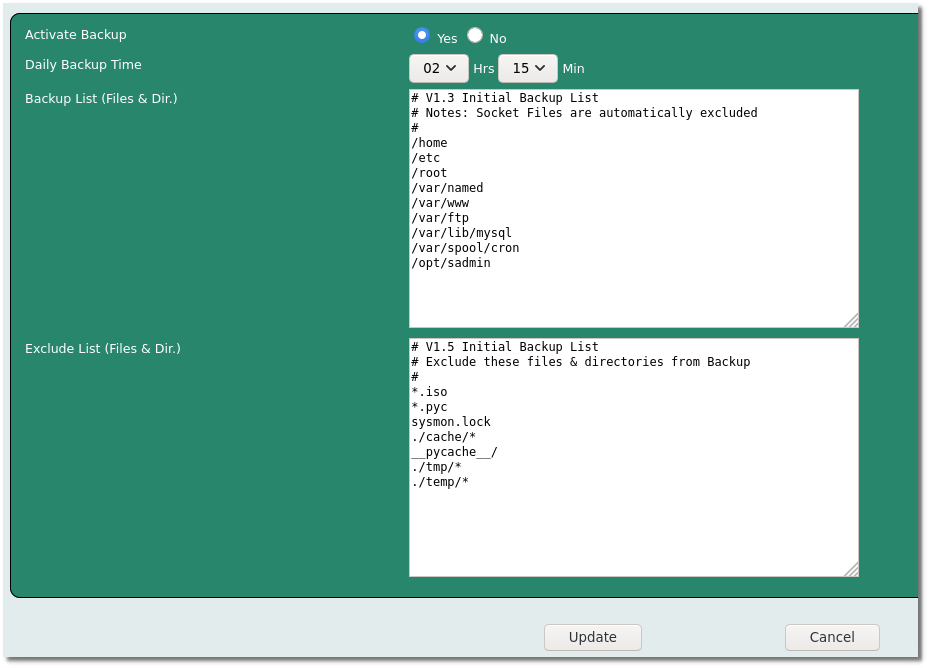 Activate Backup Yes No
Daily Backup Time 02 Hrs 15 Min
Backup List (Files & Dir.)
# V1.3 Initial Backup List
# Notes: Socket Files are automatically excluded
#
/home
/etc
/root
/var/named
/var/www
/var/ftp
/var/lib/mysql
/var/spool/cron
/opt/sadmin
Exclude List (Files & Dir.)
# V1.5 Initial Backup List
# Exclude these files & directories from Backup
#
*.iso
*.pyc
sysmon.lock
./cache/*
__pycache__/
./tmp/*
./temp/*
Update Cancel